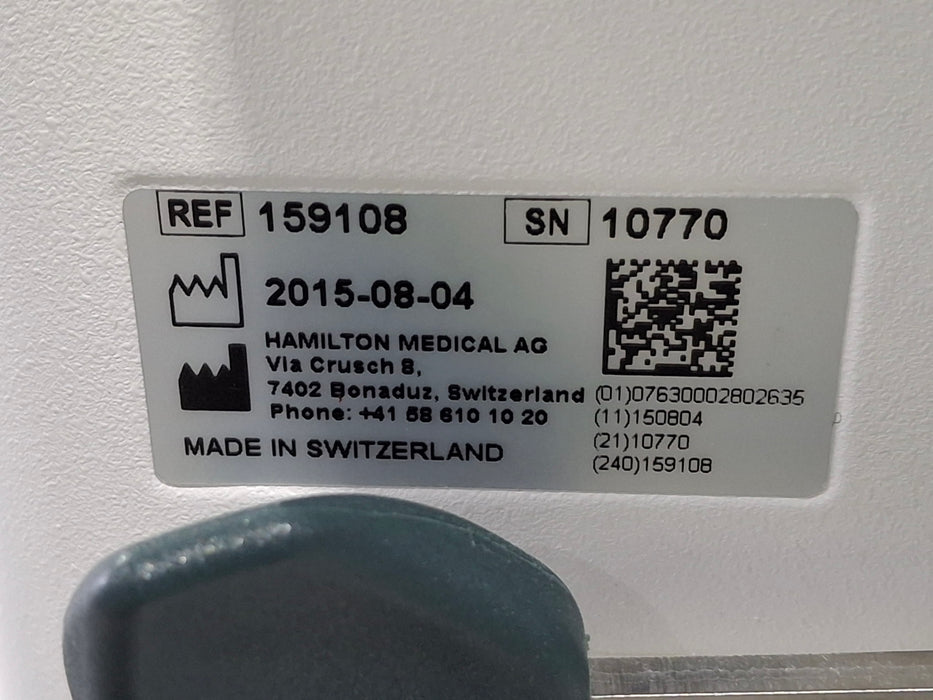 REF 159108 SN 10770
2015-08-04
HAMILTON MEDICAL AG
Via Crusch 8,
7402 Bonaduz, Switzerland
Phone: +41 58 610 10 20
MADE IN SWITZERLAND
(01)07630002802635
(11)150804
(21)10770
(240)159108